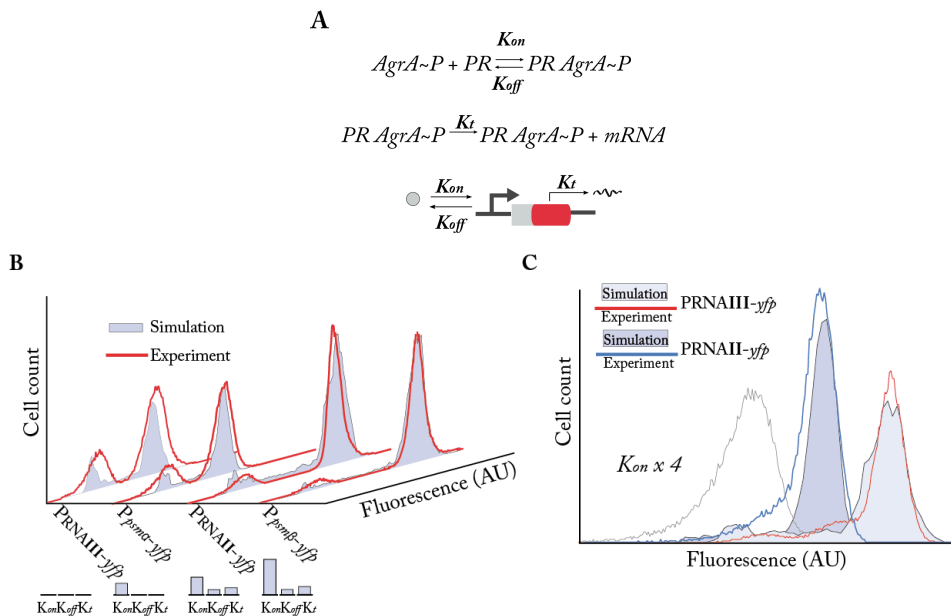 A
Kon
AgrA~P + PR PR AgrA~P
Koff
Kt
PR AgrA~P PR AgrA~P + mRNA
Kon
Koff
Kt
B
Simulation
Experiment
Cell count
Fluorescence (AU)
PRNAIII-yfp
Ppsmα-yfp
PRNAII-yfp
Ppsmβ-yfp
KonKoffKt KonKoffKt KonKoffKt KonKoffKt
C
Simulation
Experiment
PRNAIII-yfp
Simulation
Experiment
PRNAII-yfp
Cell count
Kon x 4
Fluorescence (AU)